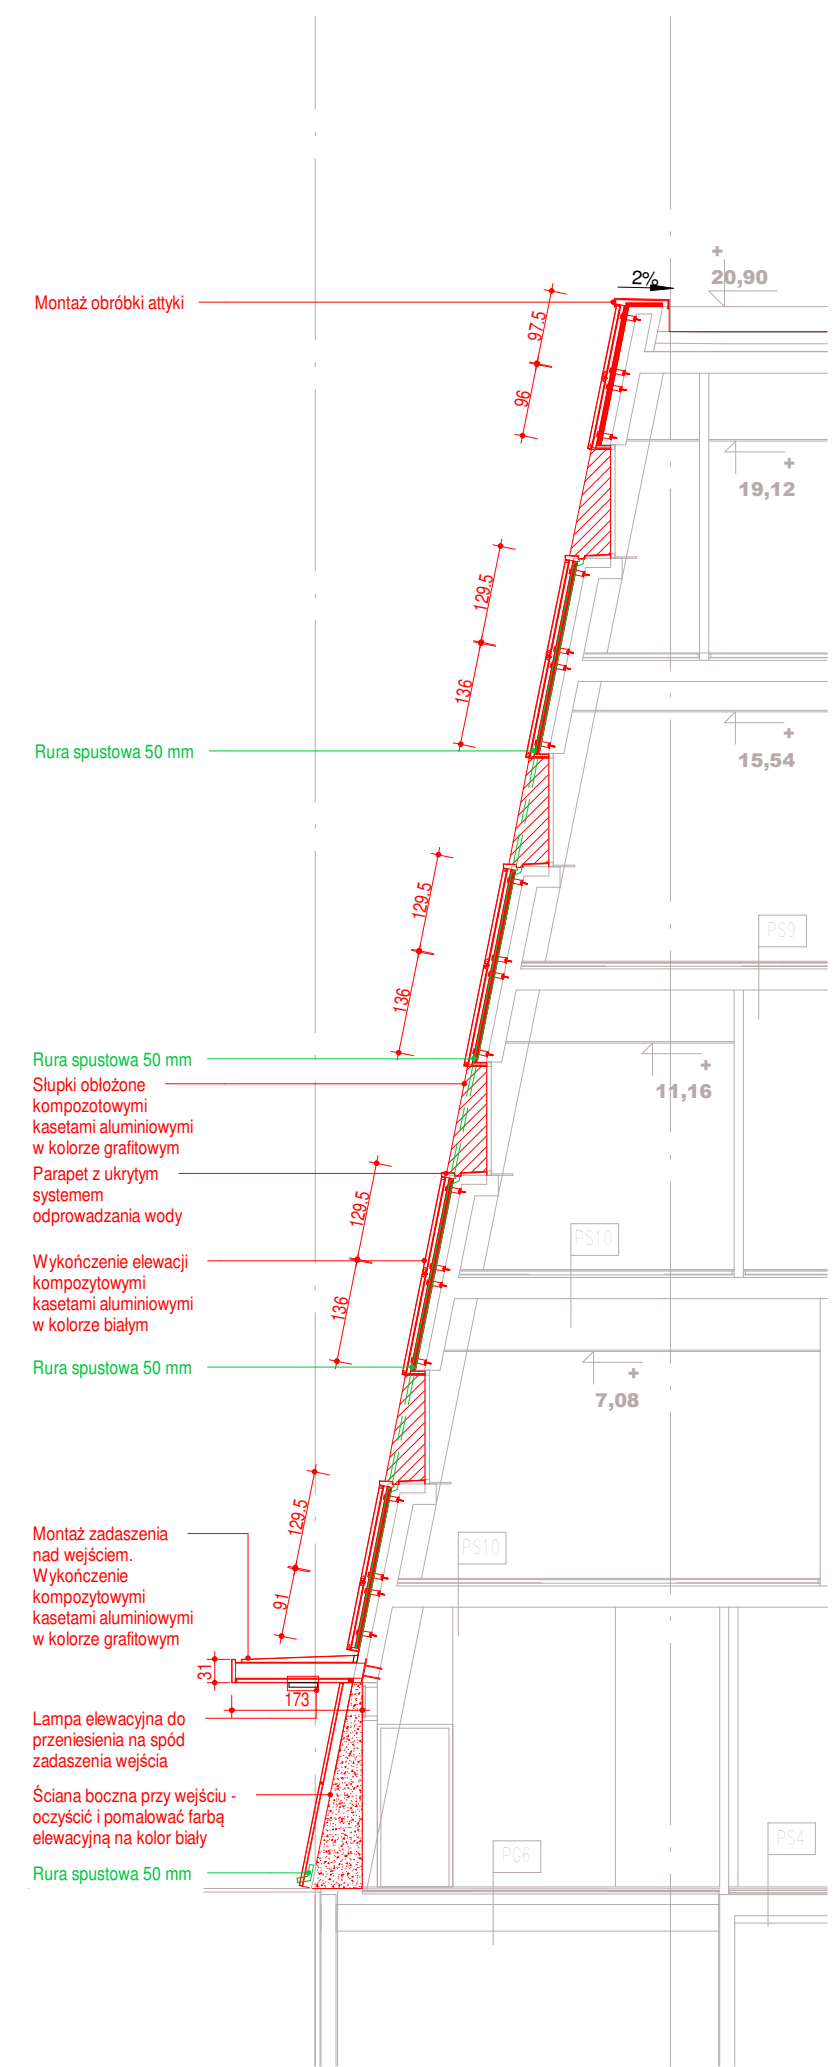 2%
+
20,90
Montaż obróbki attyki
97.5
96
+
19,12
129.5
136
+
15,54
Rura spustowa 50 mm
129.5
136
PS9
Rura spustowa 50 mm
+
11,16
Słupki obłożone
kompozotowymi
kasetami aluminiowymi
w kolorze grafitowym
Parapet z ukrytym
systemem
odprowadzania wody
129.5
136
PS10
Wykończenie elewacji
kompozytowymi
kasetami aluminiowymi
w kolorze białym
Rura spustowa 50 mm
+
7,08
129.5
91
PS10
Montaż zadaszenia
nad wejściem.
Wykończenie
kompozytowymi
kasetami aluminiowymi
w kolorze grafitowym
31
173
Lampa elewacyjna do
przeniesienia na spód
zadaszenia wejścia
Ściana boczna przy wejściu -
oczyścić i pomalować farbą
elewacyjną na kolor biały
PG6
PS4
Rura spustowa 50 mm